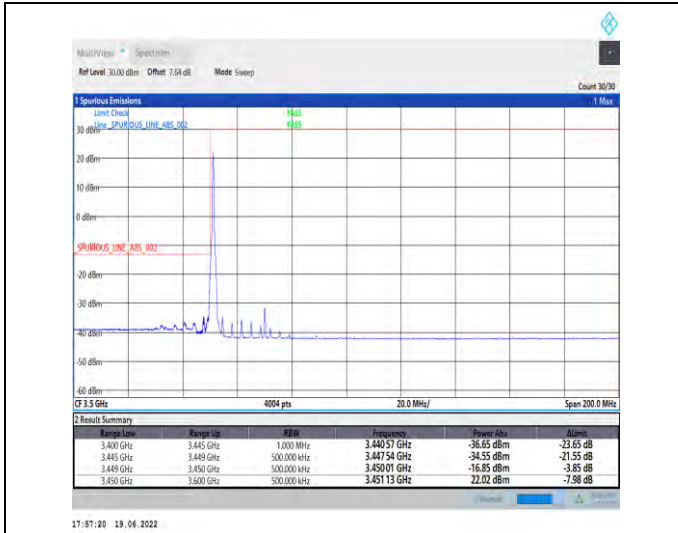 MultiView Spectrum
Ref Level 30.00 dBm Offset 7.64 dB Mode Sweep
Count 30/30
1 Spurious Emissions 1 Max
Limit Check PASS
Line _SPURIOUS_LINE_ABS_002 PASS
30 dBm
20 dBm
10 dBm
0 dBm
_SPURIOUS_LINE_ABS_002
-20 dBm
-30 dBm
-40 dBm
-50 dBm
-60 dBm
CF 3.5 GHz 4004 pts 20.0 MHz/ Span 200.0 MHz
2 Result Summary
Range Low Range Up RBW Frequency Power Abs ΔLimit
3.400 GHz 3.445 GHz 1.000 MHz 3.440 57 GHz -36.65 dBm -23.65 dB
3.445 GHz 3.449 GHz 500.000 kHz 3.447 54 GHz -34.55 dBm -21.55 dB
3.449 GHz 3.450 GHz 500.000 kHz 3.450 01 GHz -16.85 dBm -3.85 dB
3.450 GHz 3.600 GHz 500.000 kHz 3.451 13 GHz 22.02 dBm -7.98 dB
17:57:20 19.06.2022